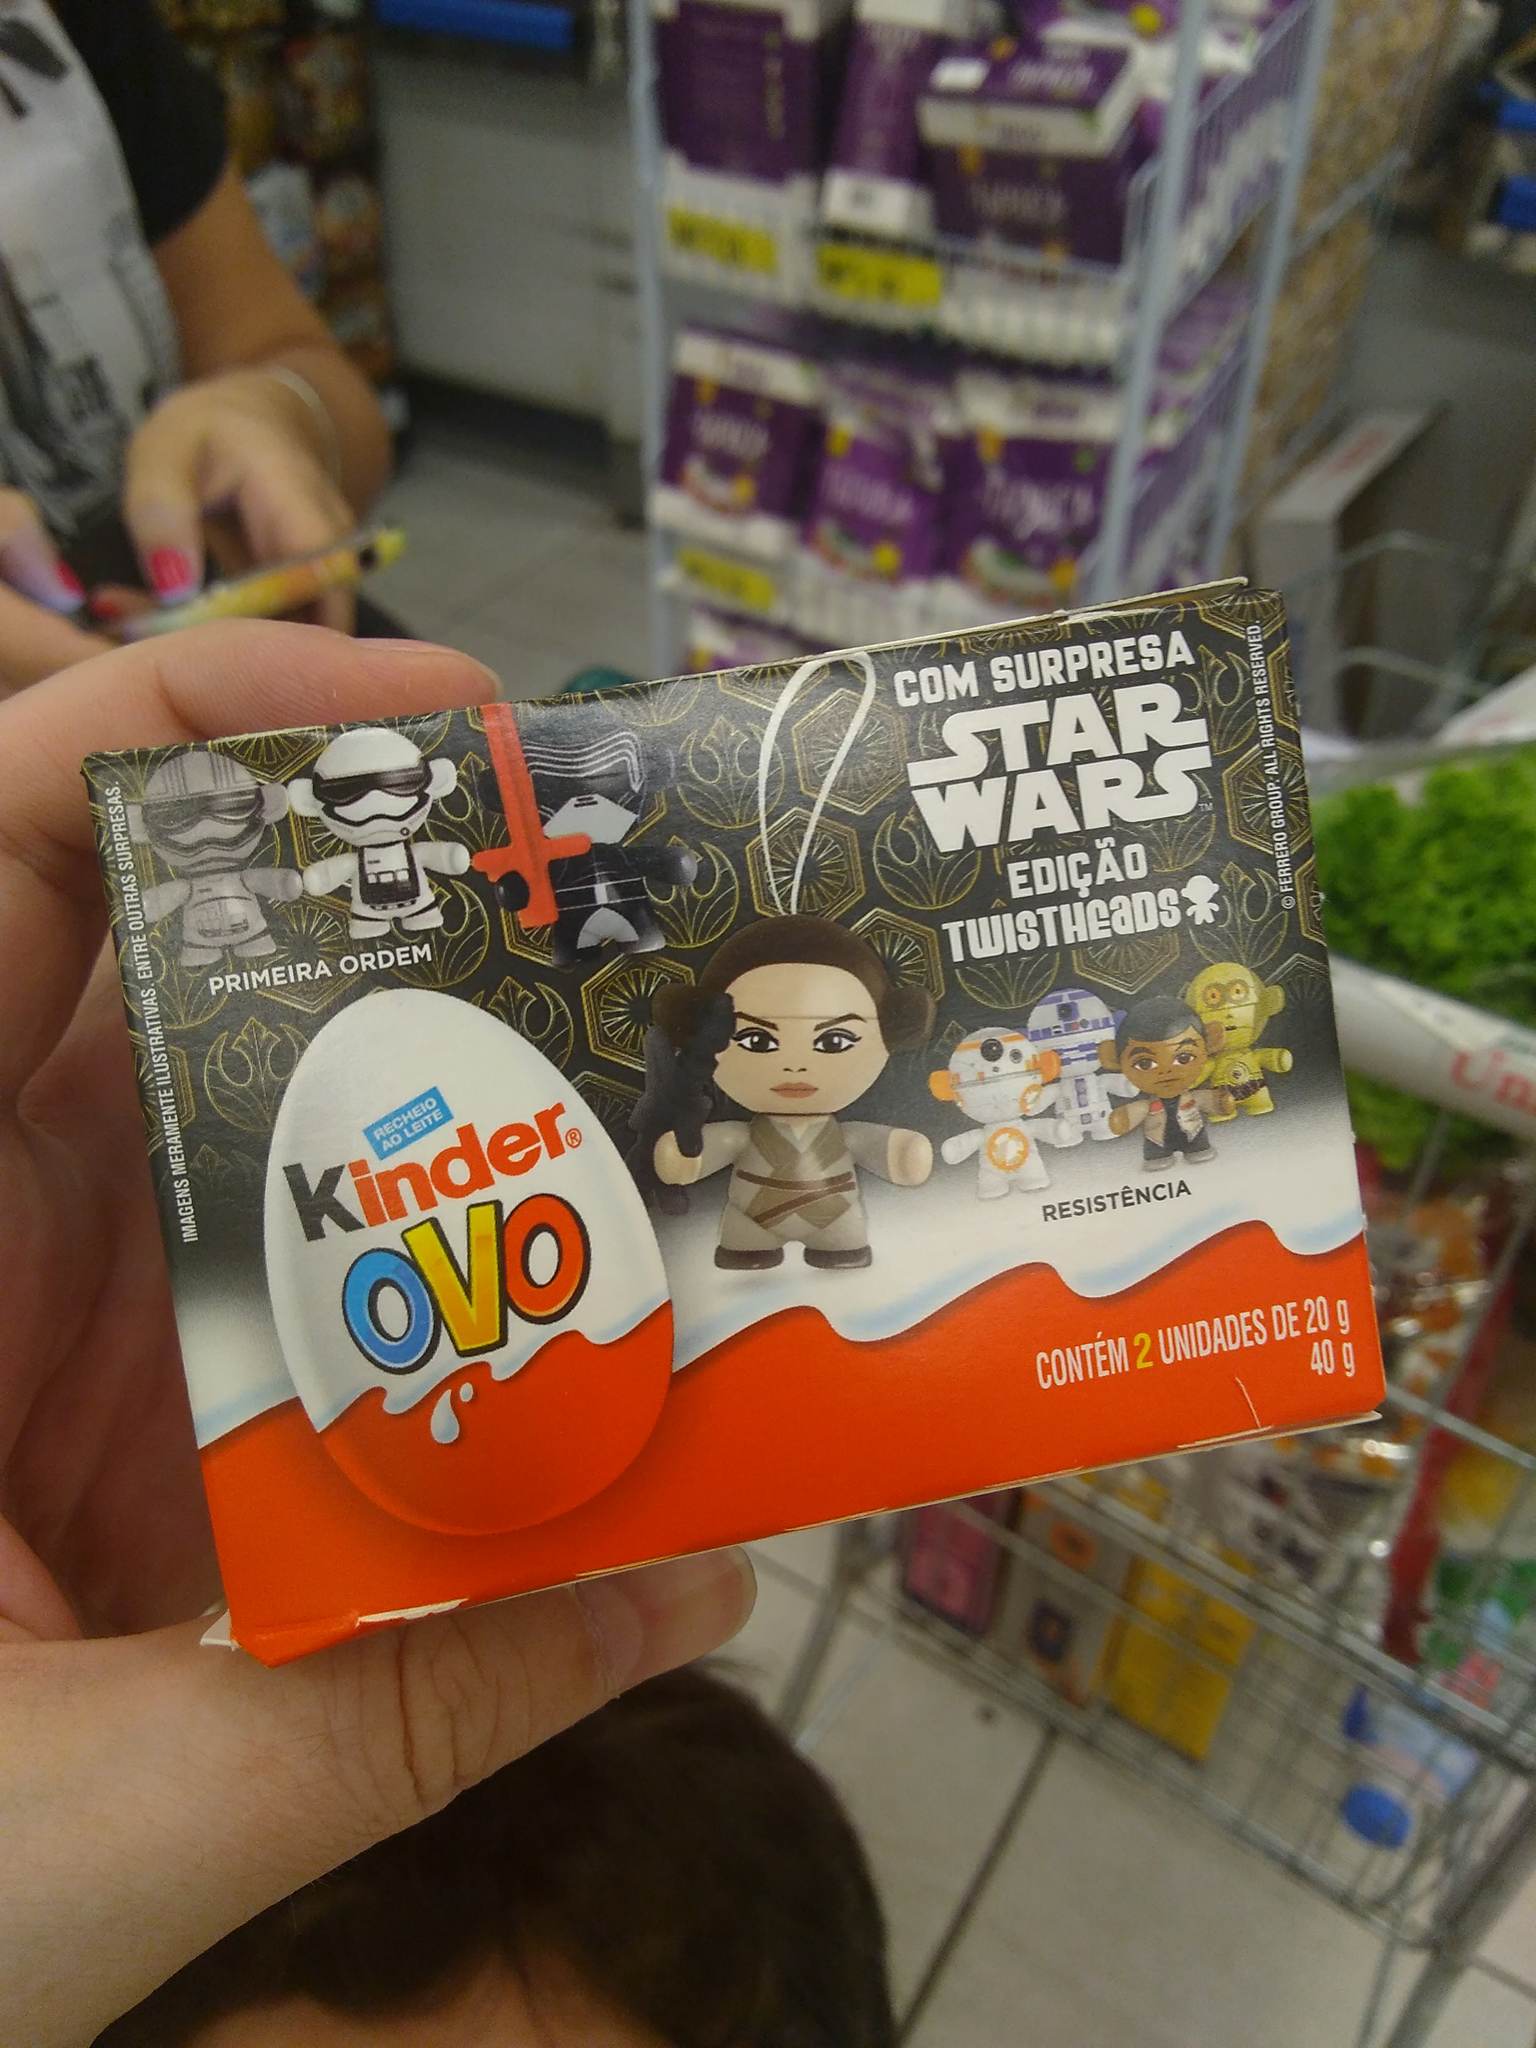 COM SURPRESA
STAR
WARS™
EDIÇÃO
TWISTHEADS
PRIMEIRA ORDEM
RECHEIO
AO LEITE
kinder®
OVO
RESISTÊNCIA
CONTÉM 2 UNIDADES DE 20 g
40 g
IMAGENS MERAMENTE ILUSTRATIVAS. ENTRE OUTRAS SURPRESAS.
© FERRERO GROUP. ALL RIGHTS RESERVED.